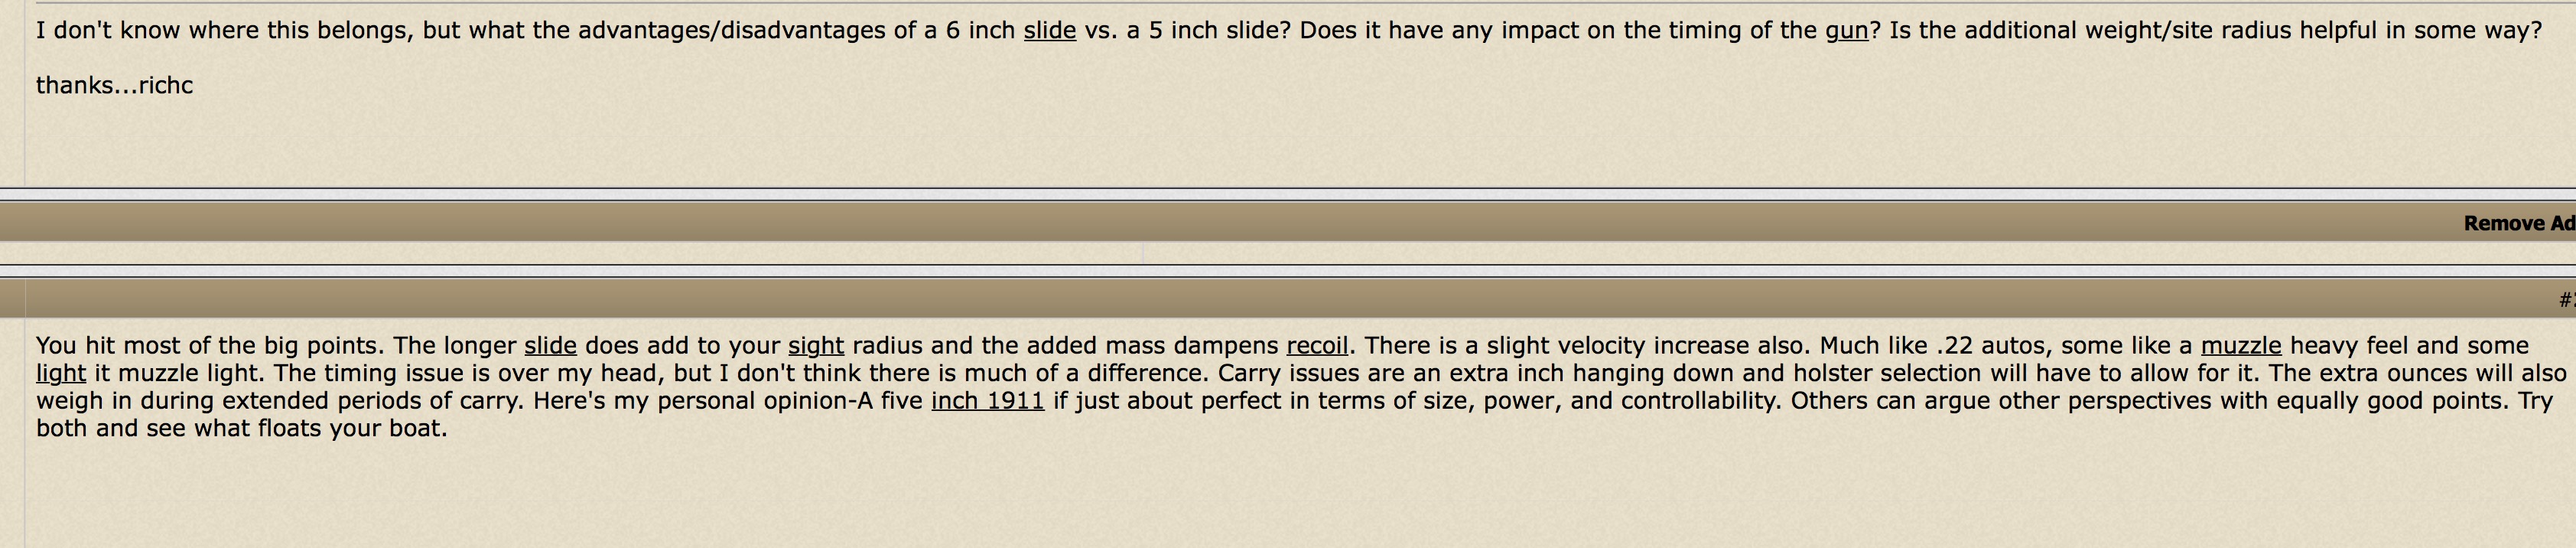 I don't know where this belongs, but what the advantages/disadvantages of a 6 inch slide vs. a 5 inch slide? Does it have any impact on the timing of the gun? Is the additional weight/site radius helpful in some way?
thanks...richc
Remove Ad
#2
You hit most of the big points. The longer slide does add to your sight radius and the added mass dampens recoil. There is a slight velocity increase also. Much like .22 autos, some like a muzzle heavy feel and some
light it muzzle light. The timing issue is over my head, but I don't think there is much of a difference. Carry issues are an extra inch hanging down and holster selection will have to allow for it. The extra ounces will also
weigh in during extended periods of carry. Here's my personal opinion-A five inch 1911 if just about perfect in terms of size, power, and controllability. Others can argue other perspectives with equally good points. Try
both and see what floats your boat.